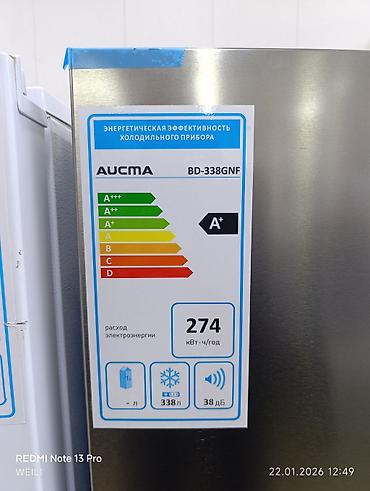 ЭНЕРГЕТИЧЕСКАЯ ЭФФЕКТИВНОСТЬ
ХОЛОДИЛЬНОГО ПРИБОРА
AUCMA BD-338GNF
A+++
A++
A+
A
B
C
D
A+
расход
электроэнергии
274
кВт·ч/год
- л
338 л
38 дБ
REDMI Note 13 Pro
WEILI
22.01.2026 12:49